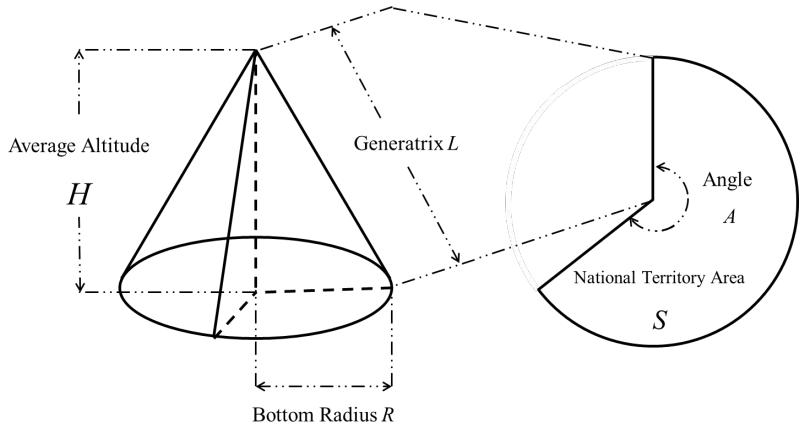 Average Altitude
H
Generatrix L
Angle
A
National Territory Area
S
Bottom Radius R